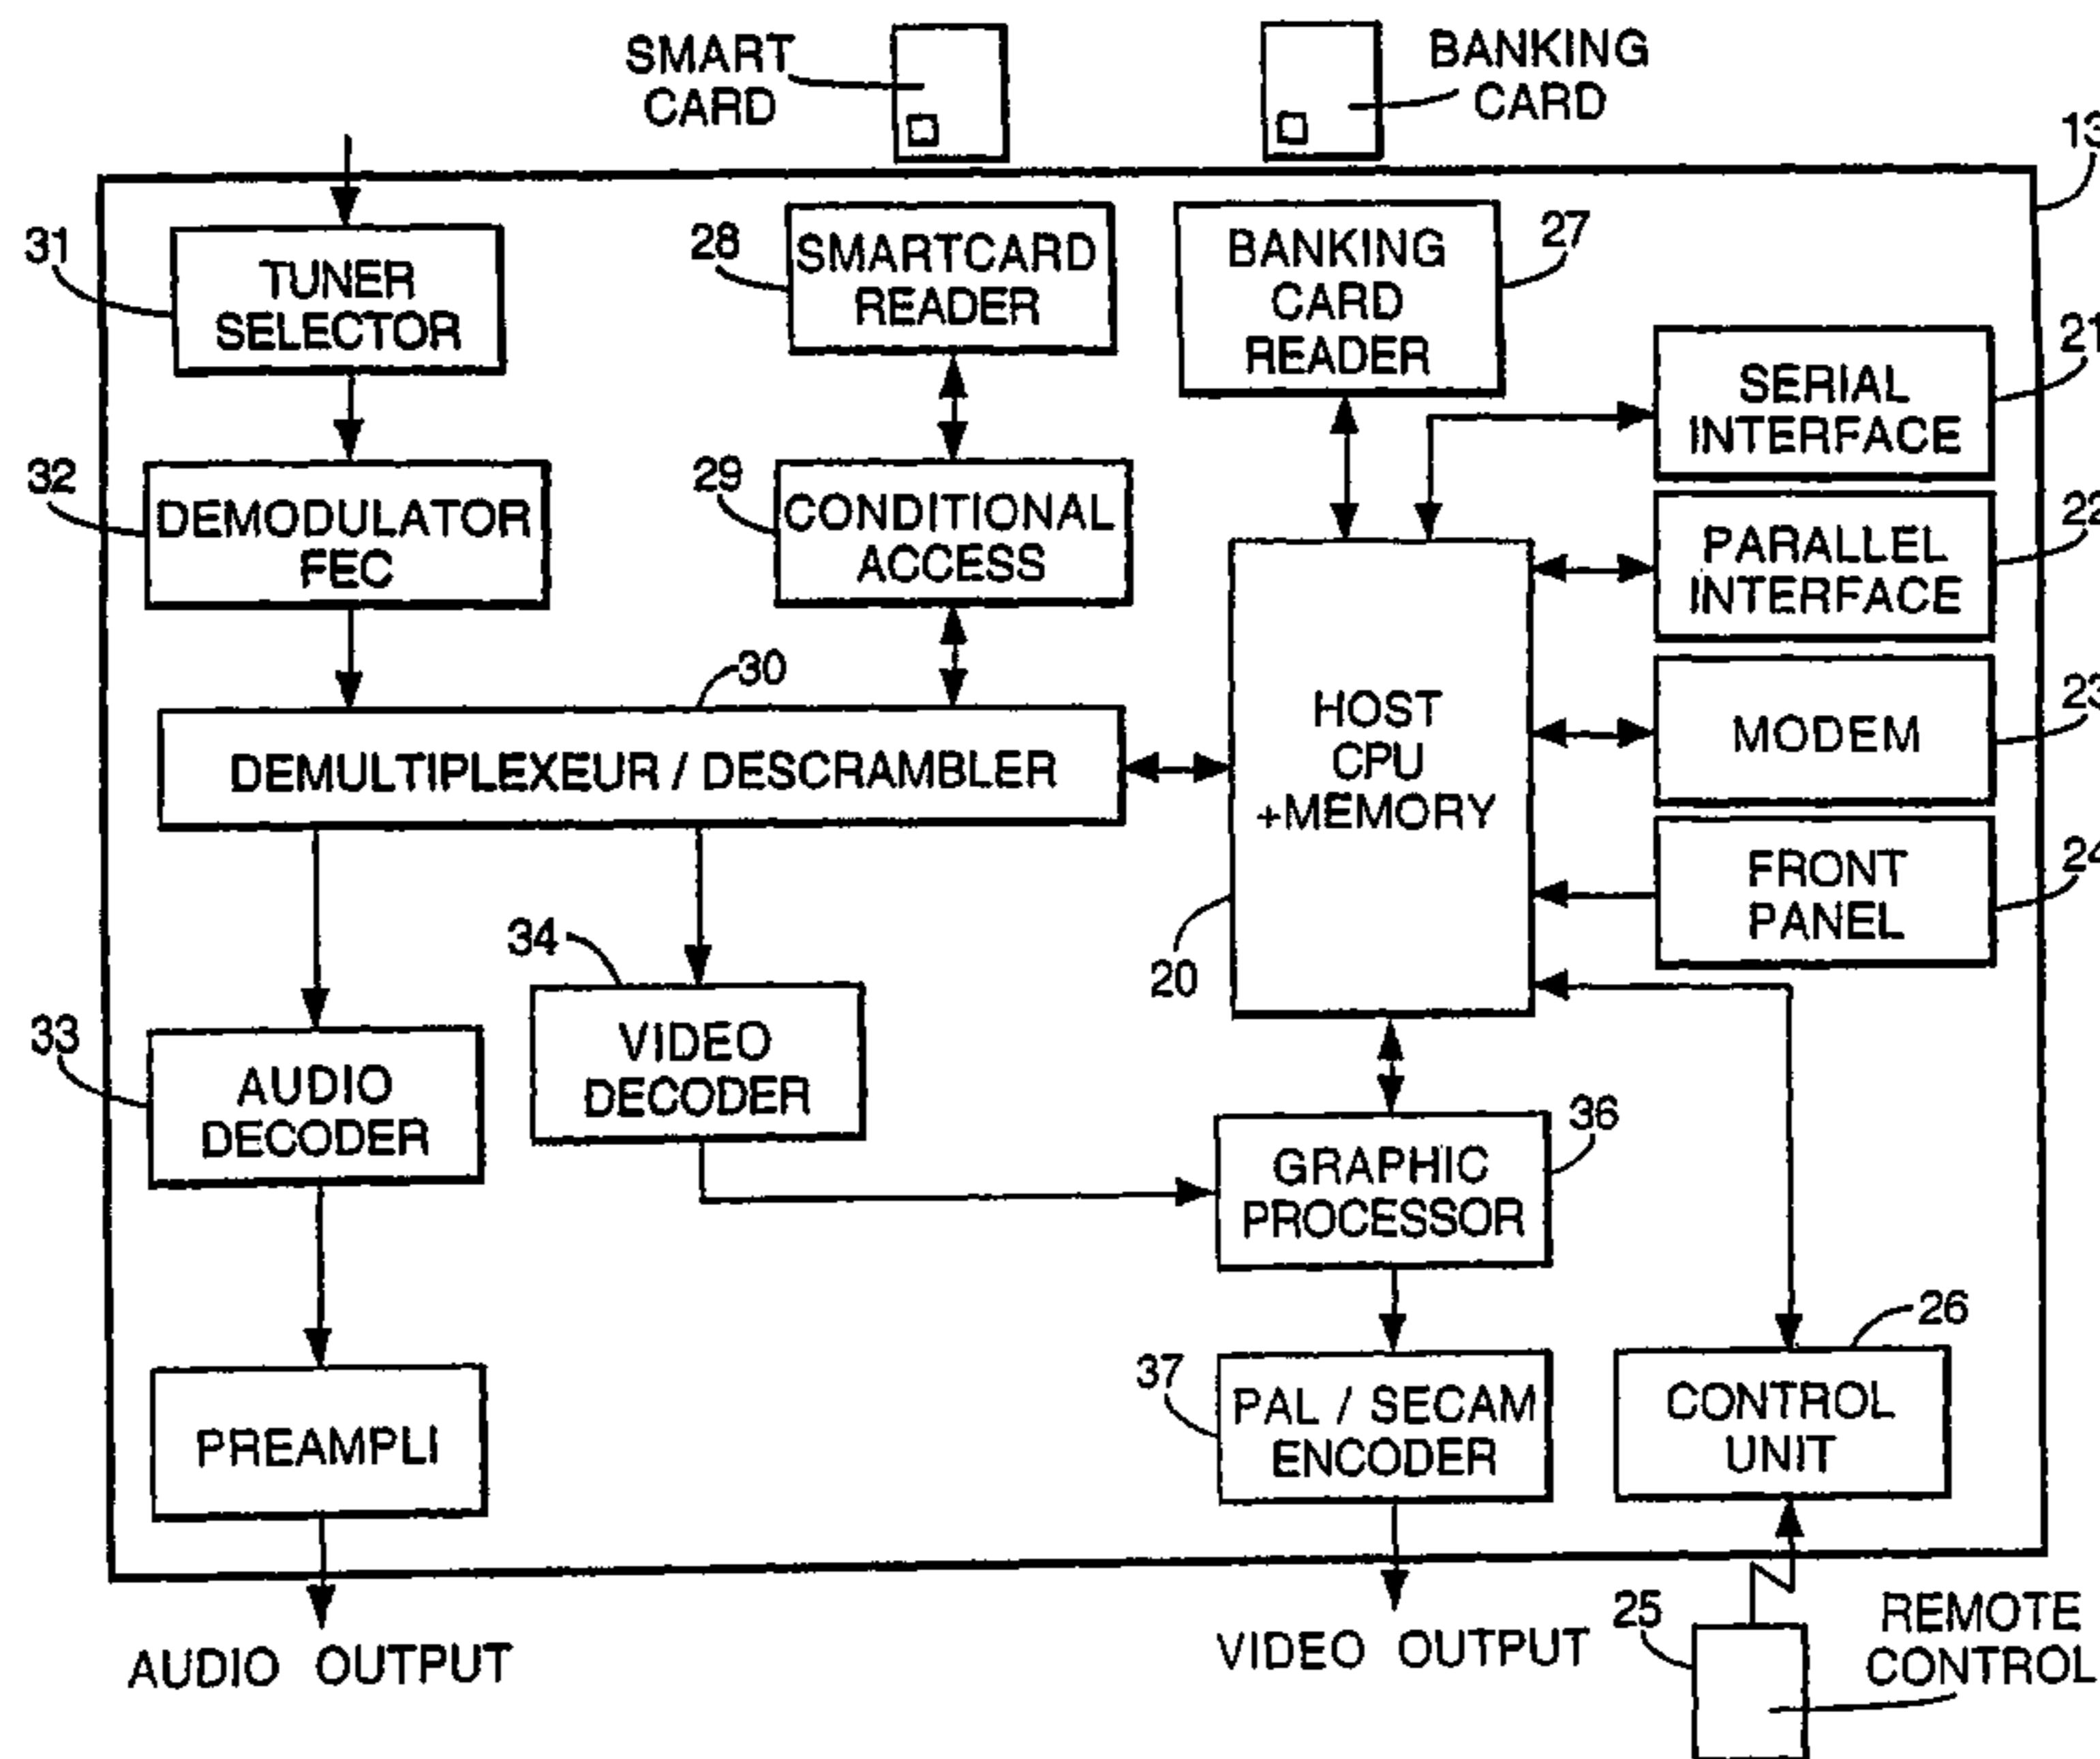 SMART
CARD
BANKING
CARD
13
31
TUNER
SELECTOR
28
SMARTCARD
READER
BANKING
CARD
READER
27
SERIAL
INTERFACE
21
32
DEMODULATOR
FEC
29
CONDITIONAL
ACCESS
PARALLEL
INTERFACE
22
30
DEMULTIPLEXEUR / DESCRAMBLER
HOST
CPU
+MEMORY
20
MODEM
23
FRONT
PANEL
24
34
VIDEO
DECODER
33
AUDIO
DECODER
36
GRAPHIC
PROCESSOR
PREAMPLI
37
PAL / SECAM
ENCODER
26
CONTROL
UNIT
AUDIO OUTPUT
VIDEO OUTPUT
25
REMOTE
CONTROL